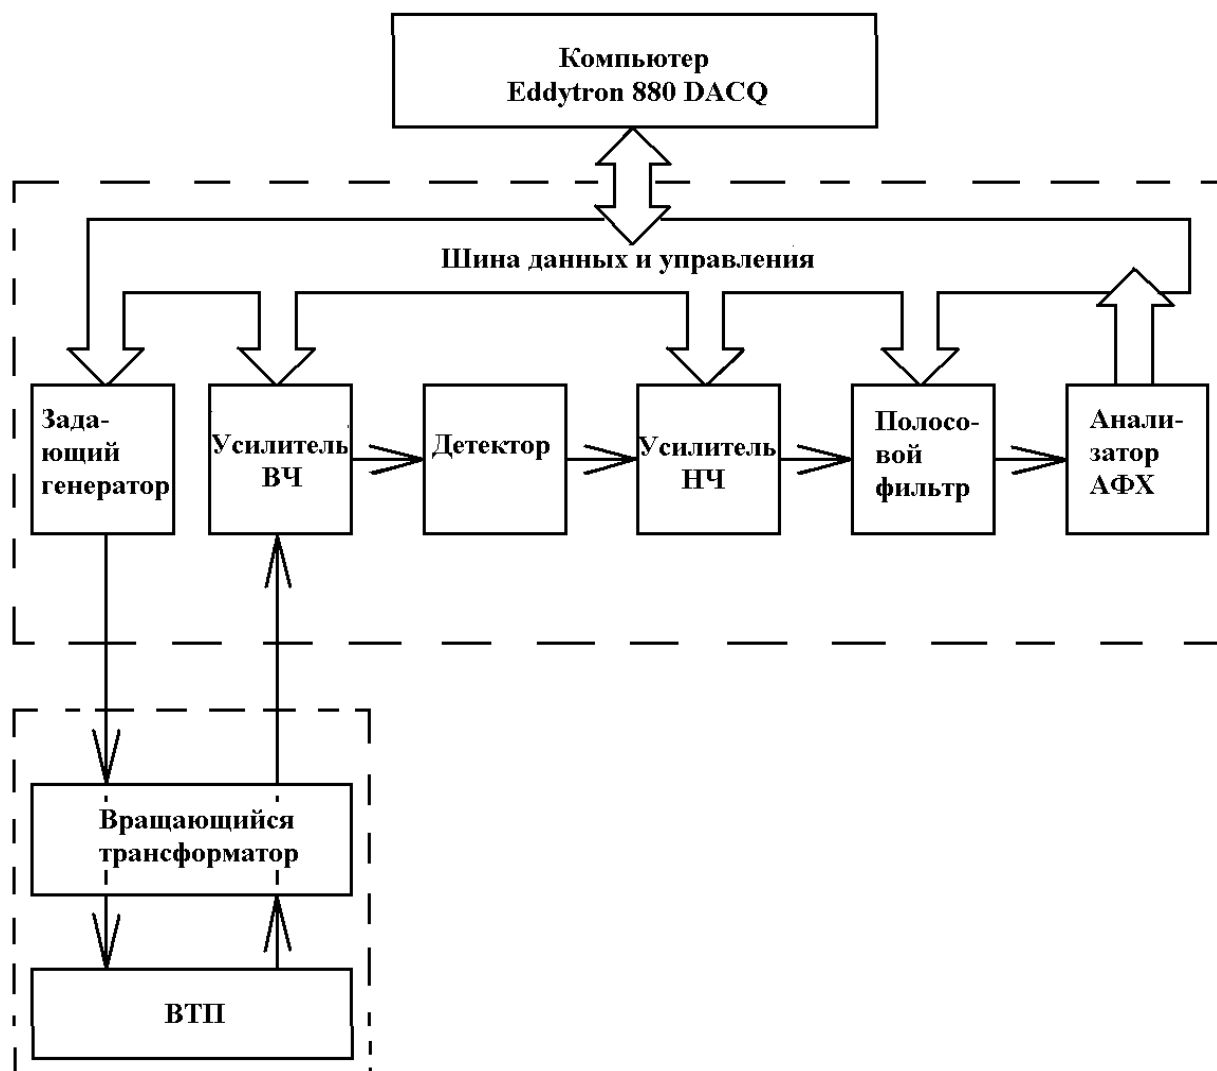 Компьютер
Eddytron 880 DACQ
Шина данных и управления
Зада-
ющий
генератор
Усилитель
ВЧ
Детектор
Усилитель
НЧ
Полосо-
вой
фильтр
Анали-
затор
АФХ
Вращающийся
трансформатор
ВТП